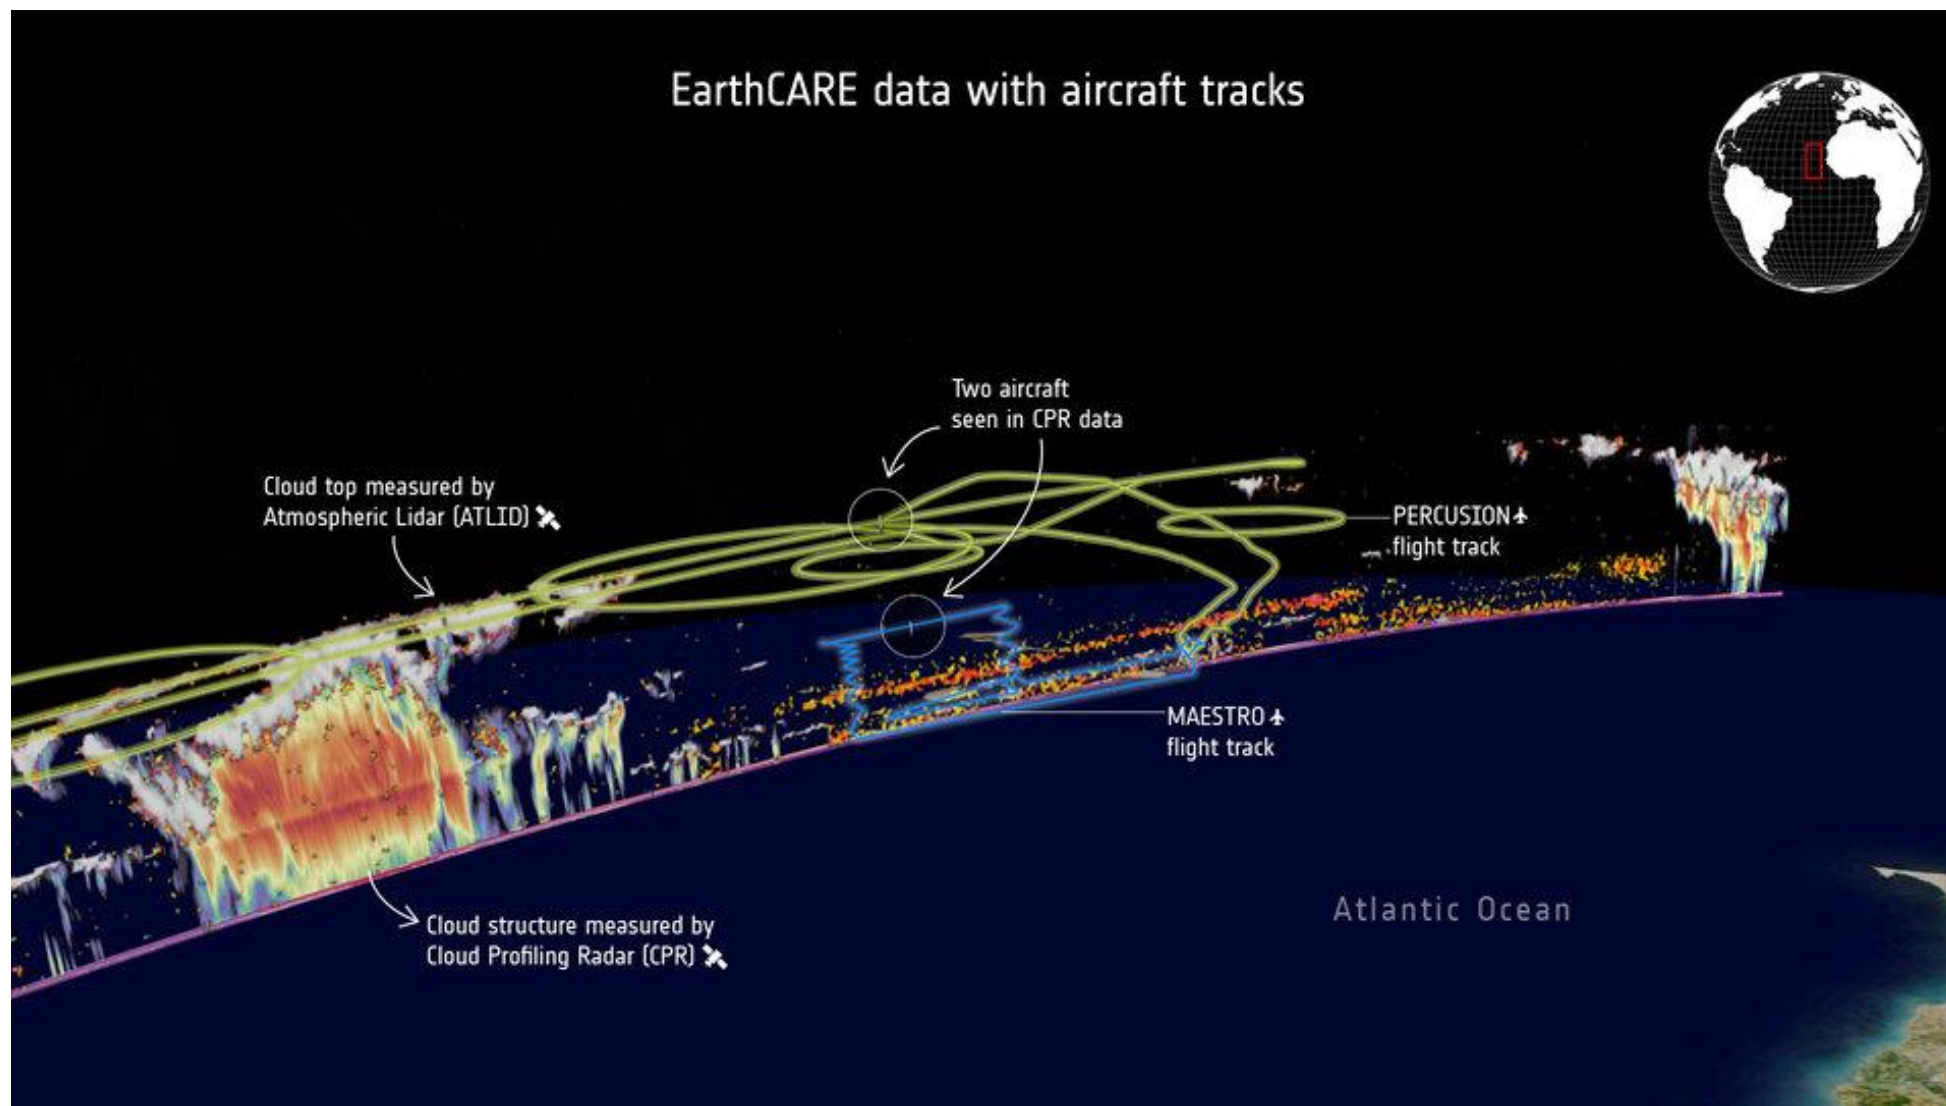 EarthCARE data with aircraft tracks
Two aircraft
seen in CPR data
Cloud top measured by
Atmospheric Lidar (ATLID)
PERCUSION
flight track
MAESTRO
flight track
Cloud structure measured by
Cloud Profiling Radar (CPR)
Atlantic Ocean